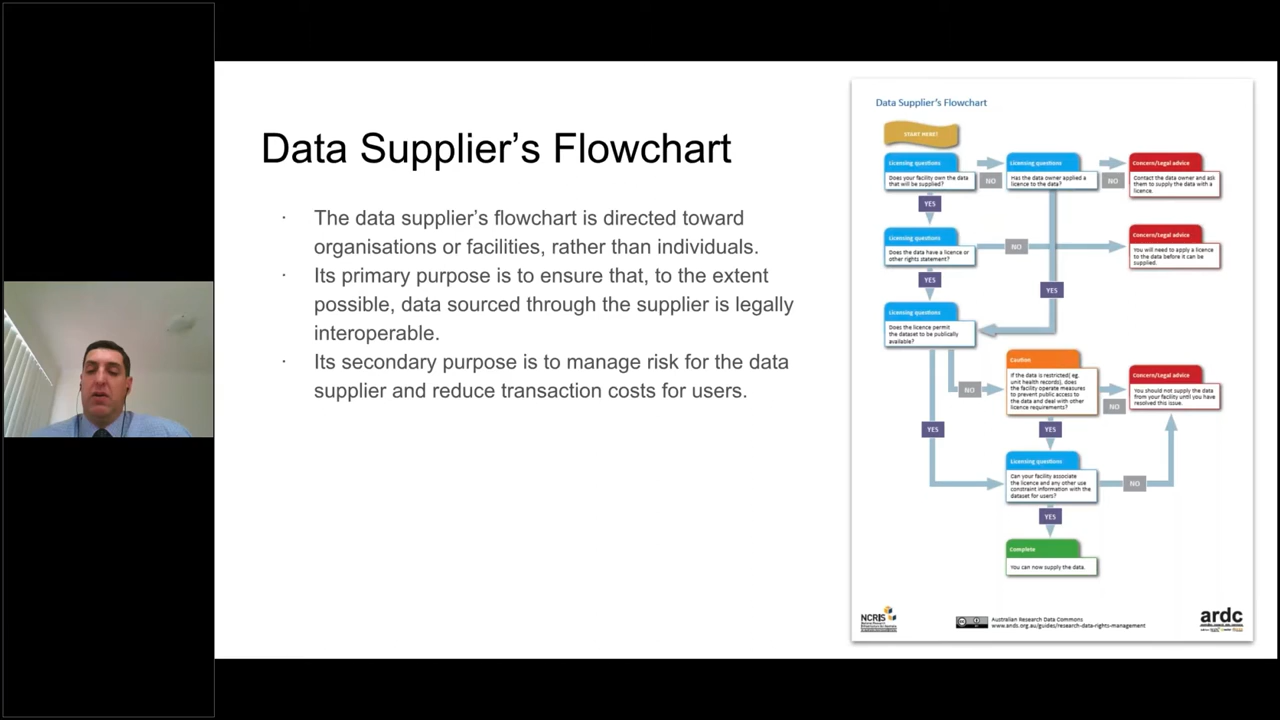 Data Supplier's Flowchart
· The data supplier's flowchart is directed toward
organisations or facilities, rather than individuals.
· Its primary purpose is to ensure that, to the extent
possible, data sourced through the supplier is legally
interoperable.
· Its secondary purpose is to manage risk for the data
supplier and reduce transaction costs for users.
Data Supplier's Flowchart
START HERE!
Licensing questions
Does your facility own the data
that will be supplied?
NO
Licensing questions
Has the data owner applied a
licence to the data?
NO
Concern/Legal advice
Contact the data owner and ask
them to supply the data with a
licence.
YES
Licensing questions
Does the data have a licence or
other rights statement?
NO
Concern/Legal advice
You will need to apply a licence
to the data before it can be
supplied.
YES
YES
Licensing questions
Does the licence permit
the dataset to be publically
available?
NO
Caution
If the data is restricted( eg.
unit health records), does
the facility operate measures
to prevent public access to
the data and deal with other
licence requirements?
NO
Concern/Legal advice
You should not supply the data
from your facility until you have
resolved this issue.
YES
YES
Licensing questions
Can your facility associate
the licence and any other use
constraint information with the
dataset for users?
NO
YES
Complete
You can now supply the data.
NCRIS
Australian Research Data Commons
www.ardc.org.au/guides/research-data-rights-management
ardc